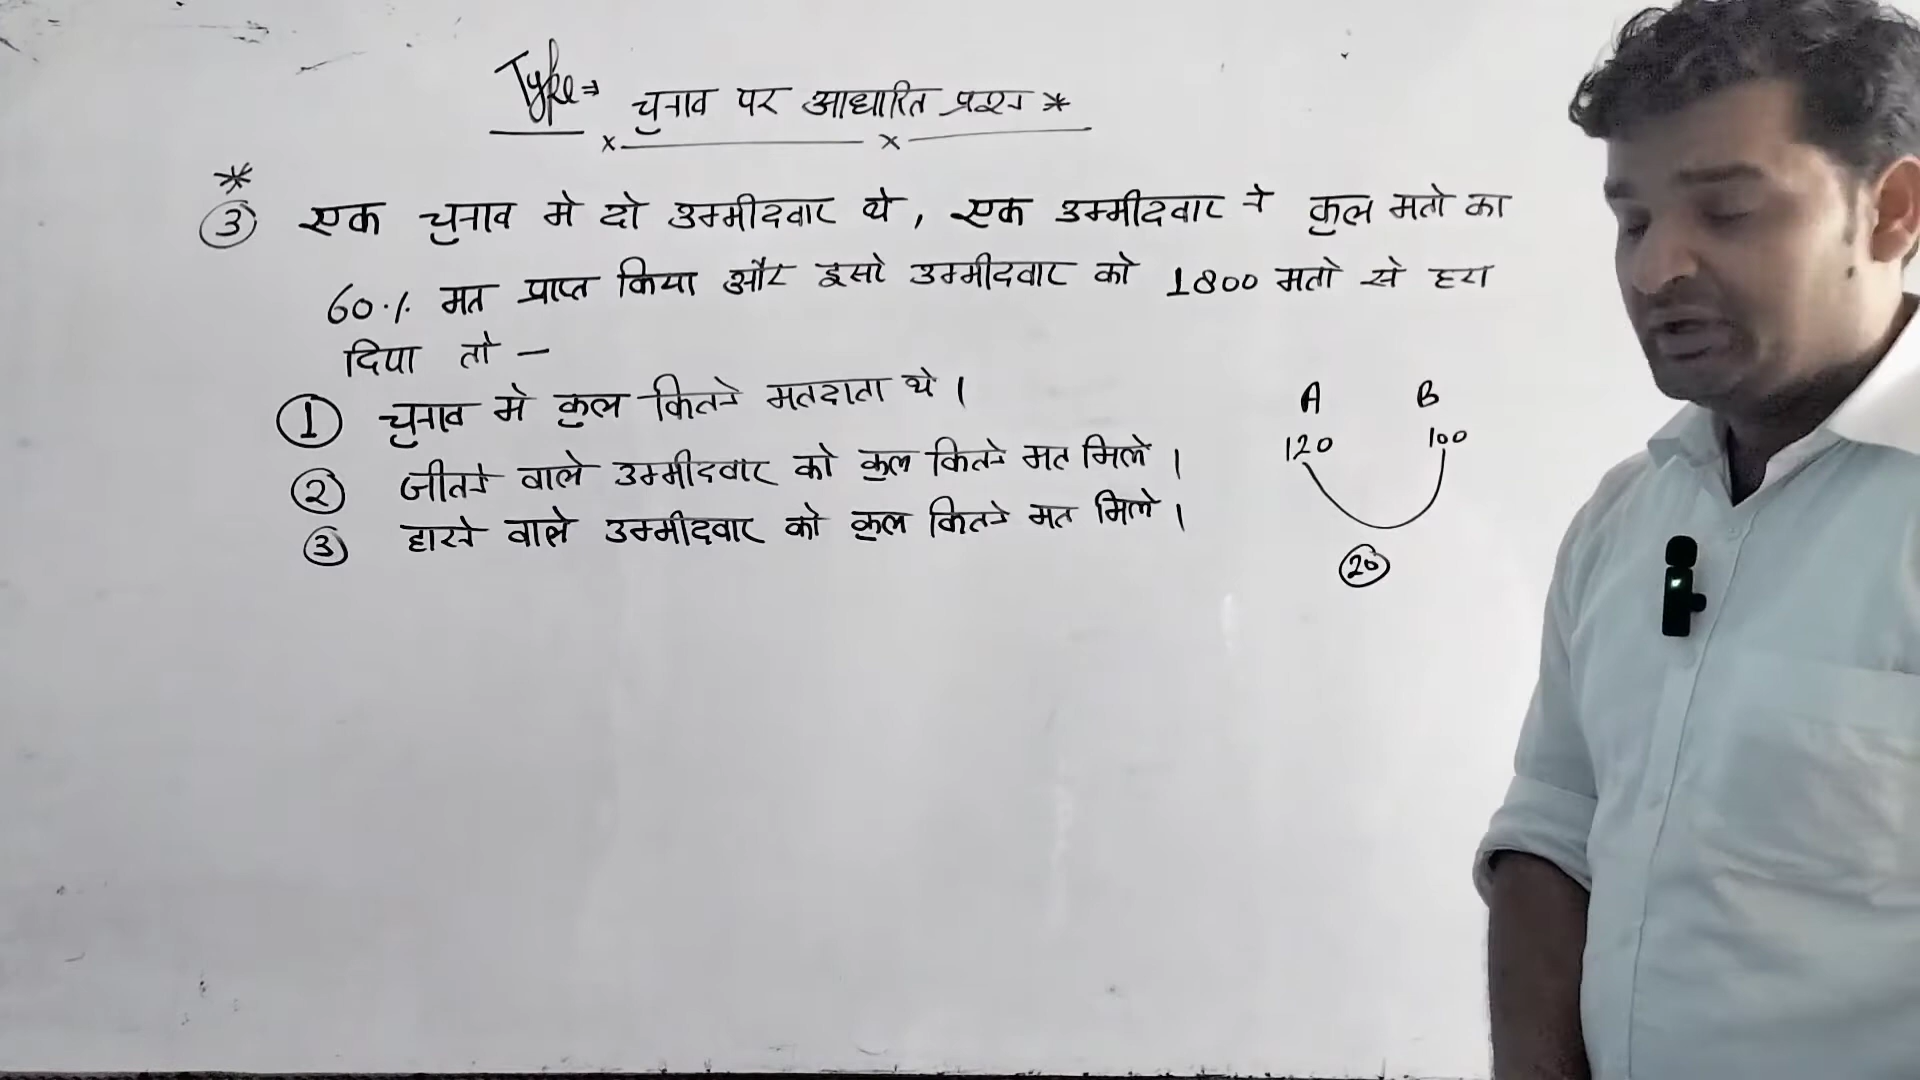 Type⇒ चुनाव पर आधारित प्रश्न *
*
③ एक चुनाव मे दो उम्मीदवार थे, एक उम्मीदवार ने कुल मतो का
60% मत प्राप्त किया और दुसरे उम्मीदवार को 1800 मतो से हरा
दिया तो –
① चुनाव मे कुल कितने मतदाता थे।
② जीतने वाले उम्मीदवार को कुल कितने मत मिले।
③ हारने वाले उम्मीदवार को कुल कितने मत मिले।
A B
120 100
20